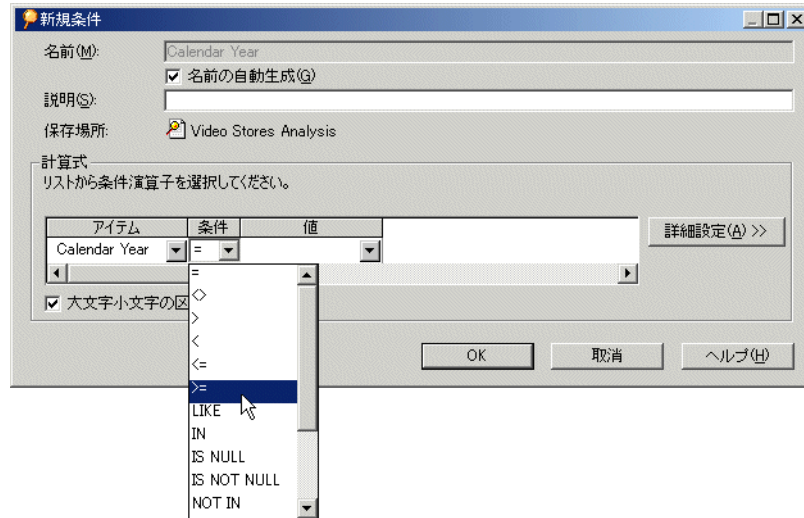 新規条件
名前(M): Calendar Year
名前の自動生成(G)
説明(S):
保存場所: Video Stores Analysis
計算式
リストから条件演算子を選択してください。
アイテム 条件 値
詳細設定(A) >>
Calendar Year =
=
大文字小文字の区
<>
>
<
<=
OK 取消 ヘルプ(H)
>=
LIKE
IN
IS NULL
IS NOT NULL
NOT IN